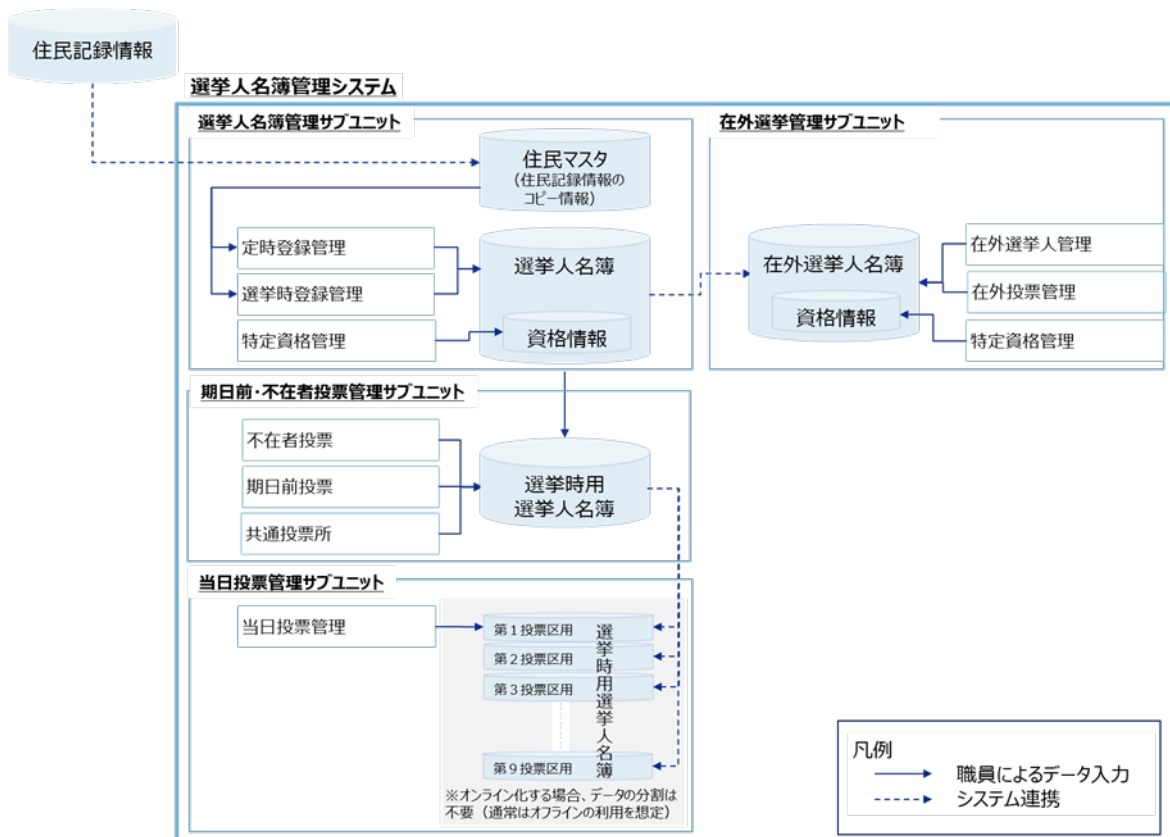 住民記録情報
選挙人名簿管理システム
選挙人名簿管理サブユニット
住民マスタ
（住民記録情報の
コピー情報）
定時登録管理
選挙時登録管理
特定資格管理
選挙人名簿
資格情報
在外選挙管理サブユニット
在外選挙人名簿
資格情報
在外選挙人管理
在外投票管理
特定資格管理
期日前・不在者投票管理サブユニット
不在者投票
期日前投票
共通投票所
選挙時用
選挙人名簿
当日投票管理サブユニット
当日投票管理
第１投票区用
第２投票区用
第３投票区用
第９投票区用
選挙時用選挙人名簿
※オンライン化する場合、データの分割は
不要（通常はオフラインの利用を想定）
凡例
職員によるデータ入力
システム連携